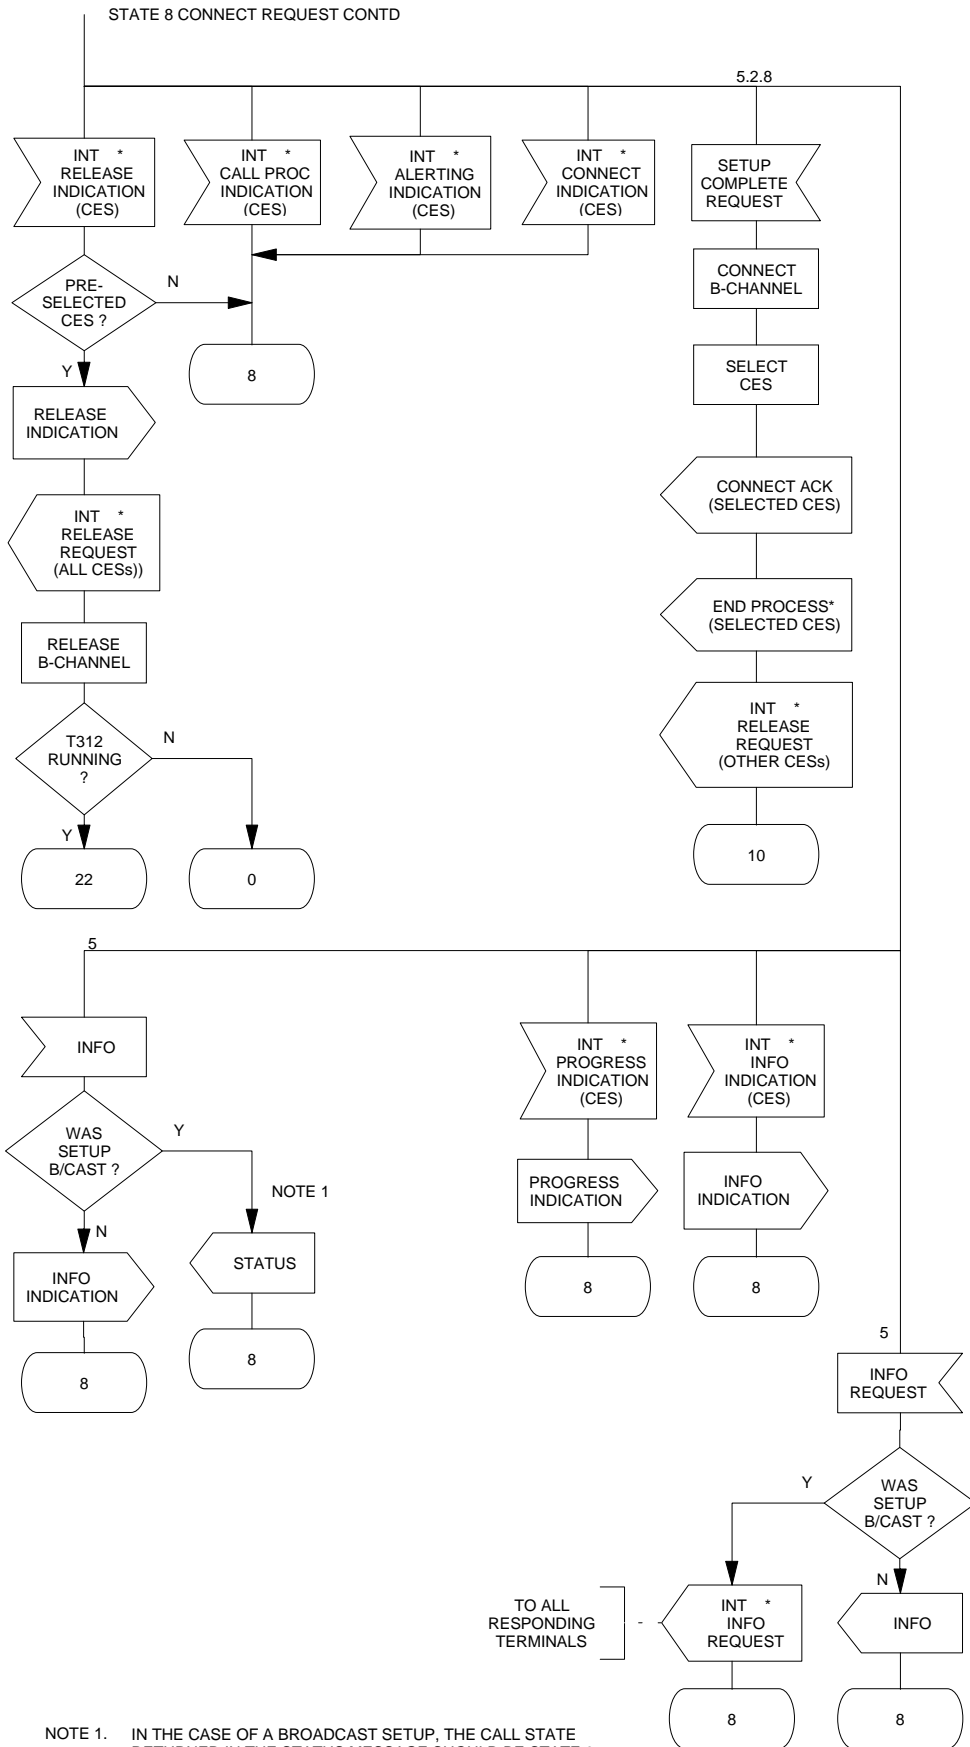 STATE 8 CONNECT REQUEST CONTD
5.2.8
INT *
RELEASE
INDICATION
(CES)
INT *
CALL PROC
INDICATION
(CES)
INT *
ALERTING
INDICATION
(CES)
INT *
CONNECT
INDICATION
(CES)
SETUP
COMPLETE
REQUEST
PRE-
SELECTED
CES ?
N
Y
8
CONNECT
B-CHANNEL
SELECT
CES
RELEASE
INDICATION
CONNECT ACK
(SELECTED CES)
INT *
RELEASE
REQUEST
(ALL CESs))
END PROCESS*
(SELECTED CES)
RELEASE
B-CHANNEL
INT *
RELEASE
REQUEST
(OTHER CESs)
T312
RUNNING
?
N
Y
22
0
10
5
INFO
INT *
PROGRESS
INDICATION
(CES)
INT *
INFO
INDICATION
(CES)
WAS
SETUP
B/CAST ?
Y
N
NOTE 1
PROGRESS
INDICATION
INFO
INDICATION
INFO
INDICATION
STATUS
8
8
8
8
5
INFO
REQUEST
WAS
SETUP
B/CAST ?
Y
N
TO ALL
RESPONDING
TERMINALS
INT *
INFO
REQUEST
INFO
8
8
NOTE 1. IN THE CASE OF A BROADCAST SETUP, THE CALL STATE